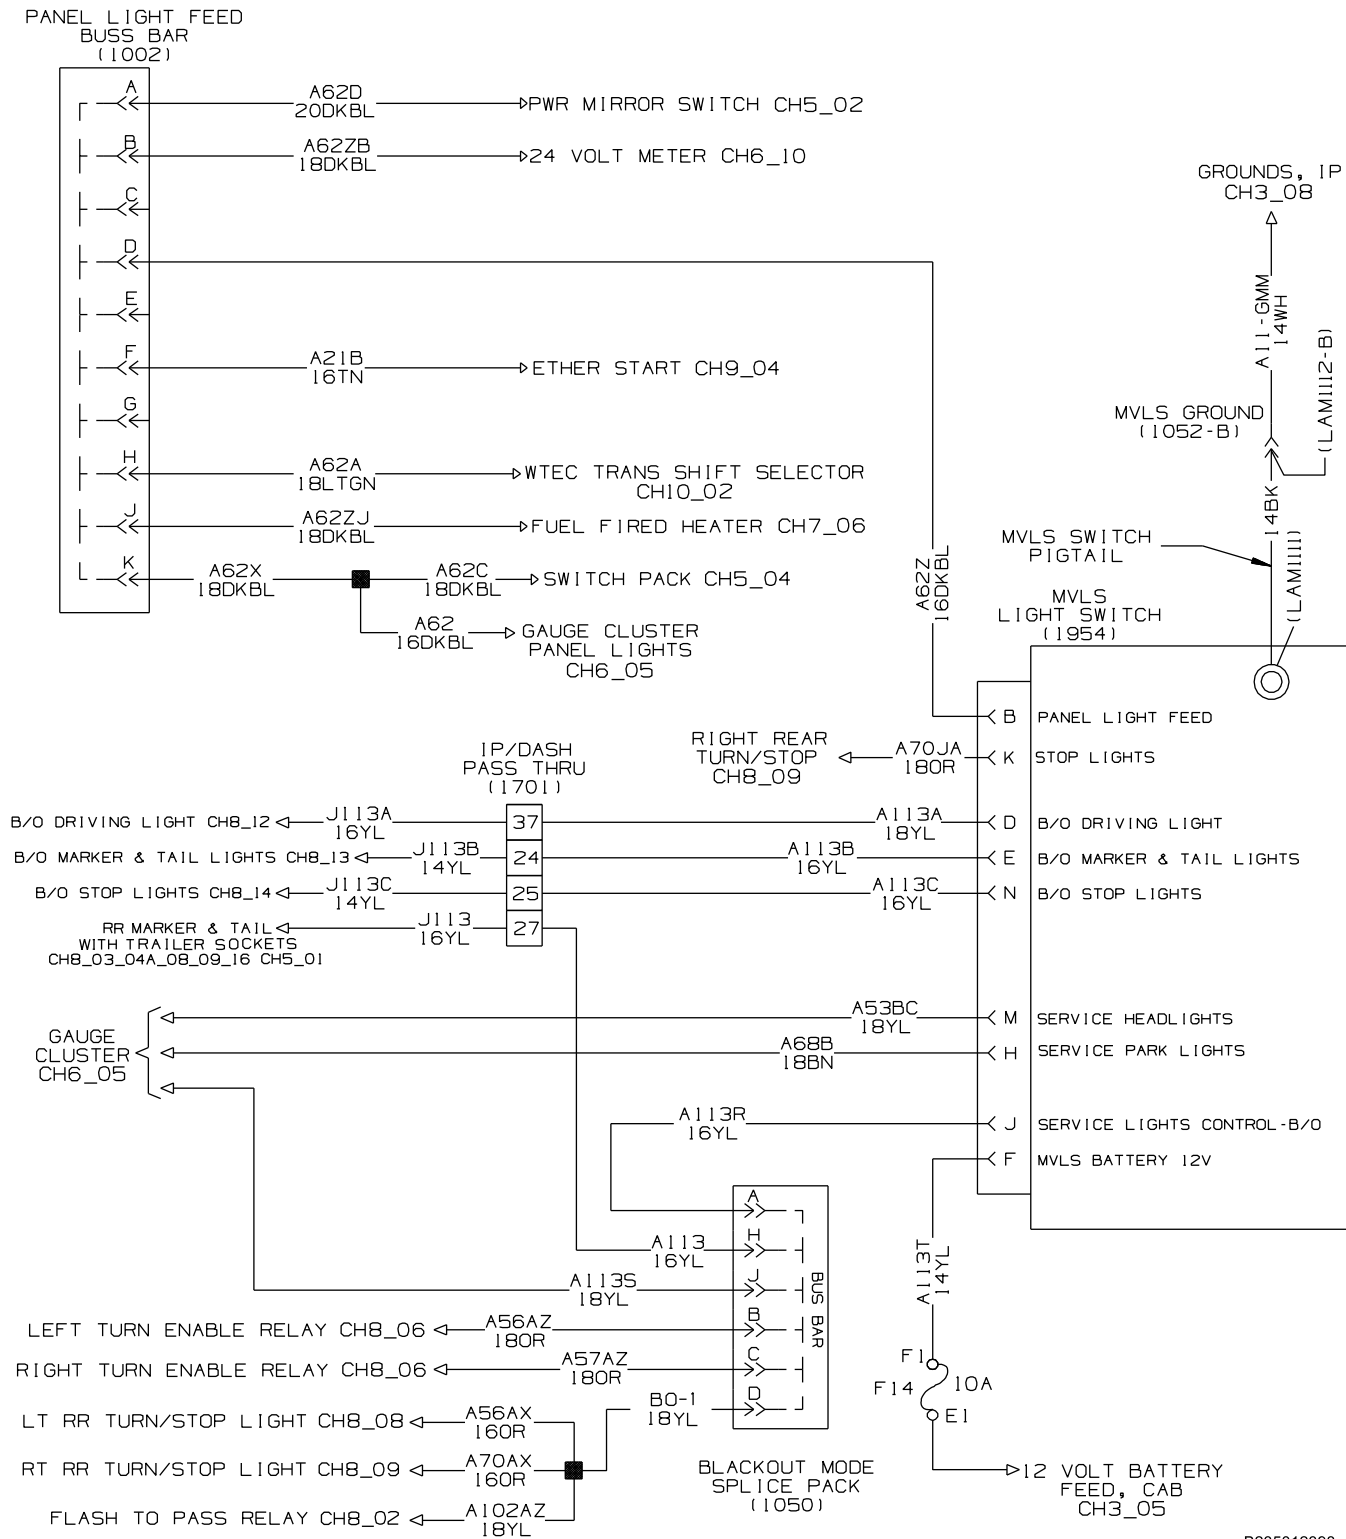 PANEL LIGHT FEED
BUSS BAR
(1002)
A
A62D
20DKBL
PWR MIRROR SWITCH CH5_02
B
A62ZB
18DKBL
24 VOLT METER CH6_10
C
D
E
F
A21B
16TN
ETHER START CH9_04
G
H
A62A
18LTGN
WTEC TRANS SHIFT SELECTOR
CH10_02
J
A62ZJ
18DKBL
FUEL FIRED HEATER CH7_06
K
A62X
18DKBL
A62C
18DKBL
SWITCH PACK CH5_04
A62
16DKBL
GAUGE CLUSTER
PANEL LIGHTS
CH6_05
A62Z
16DKBL
GROUNDS, IP
CH3_08
A11-GMM
14WH
(LAM1112-B)
MVLS GROUND
(1052-B)
14BK
MVLS SWITCH
PIGTAIL
(LAM1111)
MVLS
LIGHT SWITCH
(1954)
B PANEL LIGHT FEED
RIGHT REAR
TURN/STOP
CH8_09
A70JA
18OR
K STOP LIGHTS
IP/DASH
PASS THRU
(1701)
B/O DRIVING LIGHT CH8_12
J113A
16YL
37
A113A
18YL
D B/O DRIVING LIGHT
B/O MARKER & TAIL LIGHTS CH8_13
J113B
14YL
24
A113B
16YL
E B/O MARKER & TAIL LIGHTS
B/O STOP LIGHTS CH8_14
J113C
14YL
25
A113C
16YL
N B/O STOP LIGHTS
RR MARKER & TAIL
WITH TRAILER SOCKETS
CH8_03_04A_08_09_16 CH5_01
J113
16YL
27
GAUGE
CLUSTER
CH6_05
A53BC
18YL
M SERVICE HEADLIGHTS
A68B
18BN
H SERVICE PARK LIGHTS
A113R
16YL
J SERVICE LIGHTS CONTROL-B/O
F MVLS BATTERY 12V
A
A113
16YL
H
A113S
18YL
J
BUS BAR
LEFT TURN ENABLE RELAY CH8_06
A56AZ
18OR
B
RIGHT TURN ENABLE RELAY CH8_06
A57AZ
18OR
C
BO-1
18YL
D
LT RR TURN/STOP LIGHT CH8_08
A56AX
16OR
RT RR TURN/STOP LIGHT CH8_09
A70AX
16OR
FLASH TO PASS RELAY CH8_02
A102AZ
18YL
BLACKOUT MODE
SPLICE PACK
(1050)
A113T
14YL
F1
F14
10A
E1
12 VOLT BATTERY
FEED, CAB
CH3_05